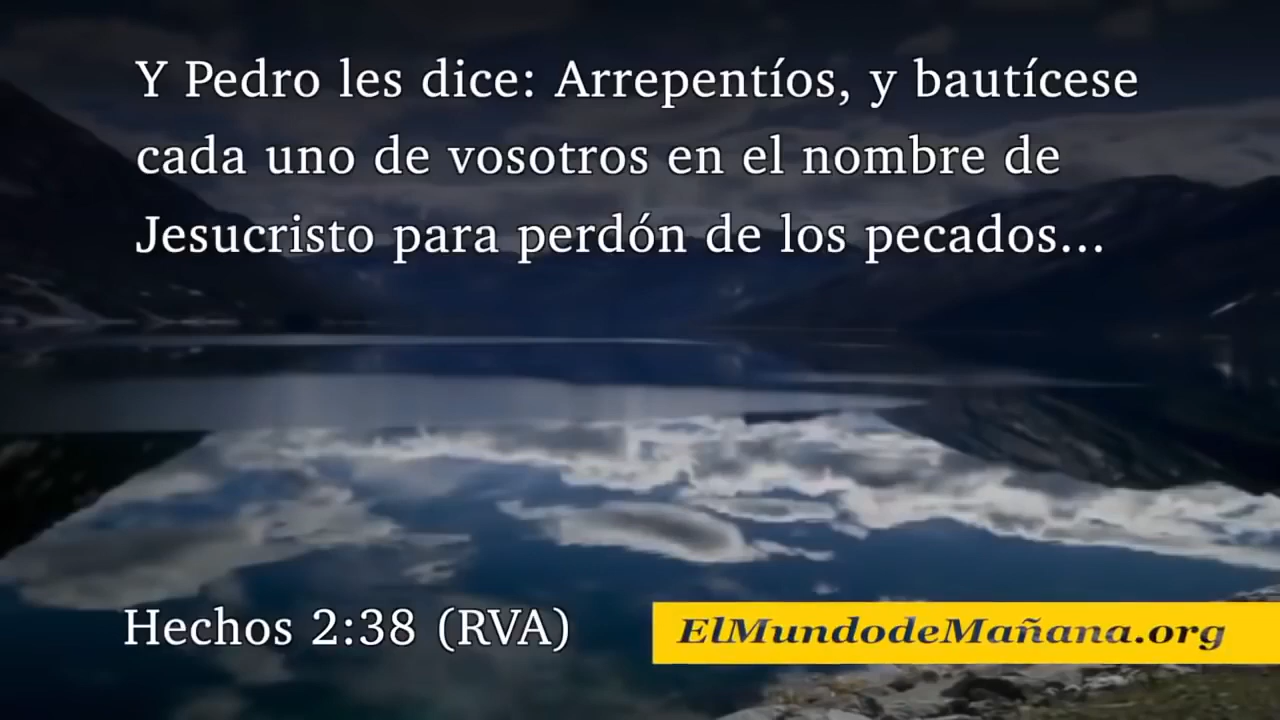 Y Pedro les dice: Arrepentíos, y bautícese
cada uno de vosotros en el nombre de
Jesucristo para perdón de los pecados...
Hechos 2:38 (RVA)
ElMundodeMañana.org